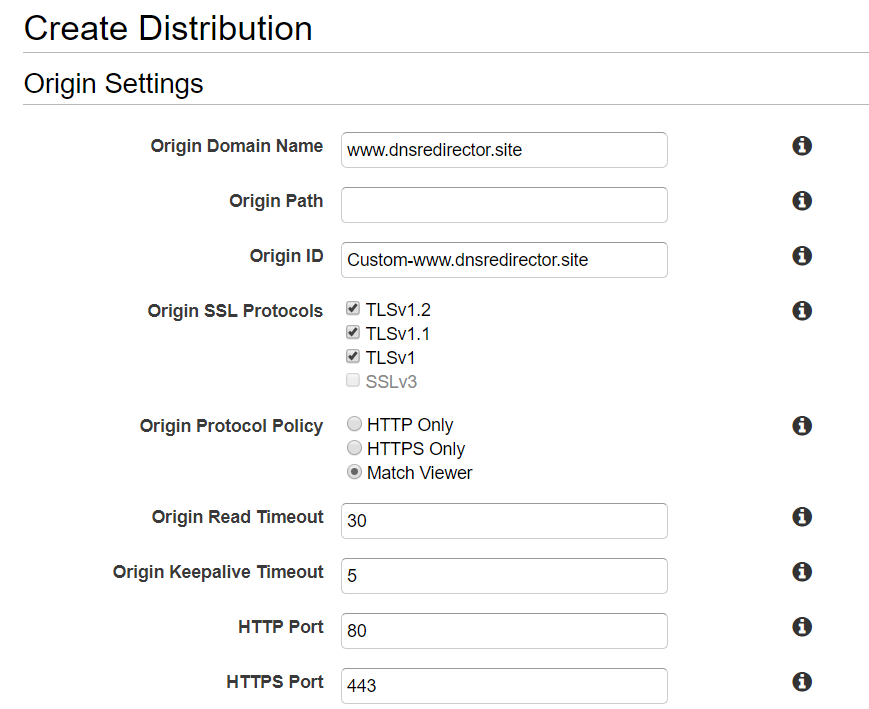 Create Distribution
Origin Settings
Origin Domain Name www.dnsredirector.site
Origin Path
Origin ID Custom-www.dnsredirector.site
Origin SSL Protocols TLSv1.2
TLSv1.1
TLSv1
SSLv3
Origin Protocol Policy HTTP Only
HTTPS Only
Match Viewer
Origin Read Timeout 30
Origin Keepalive Timeout 5
HTTP Port 80
HTTPS Port 443